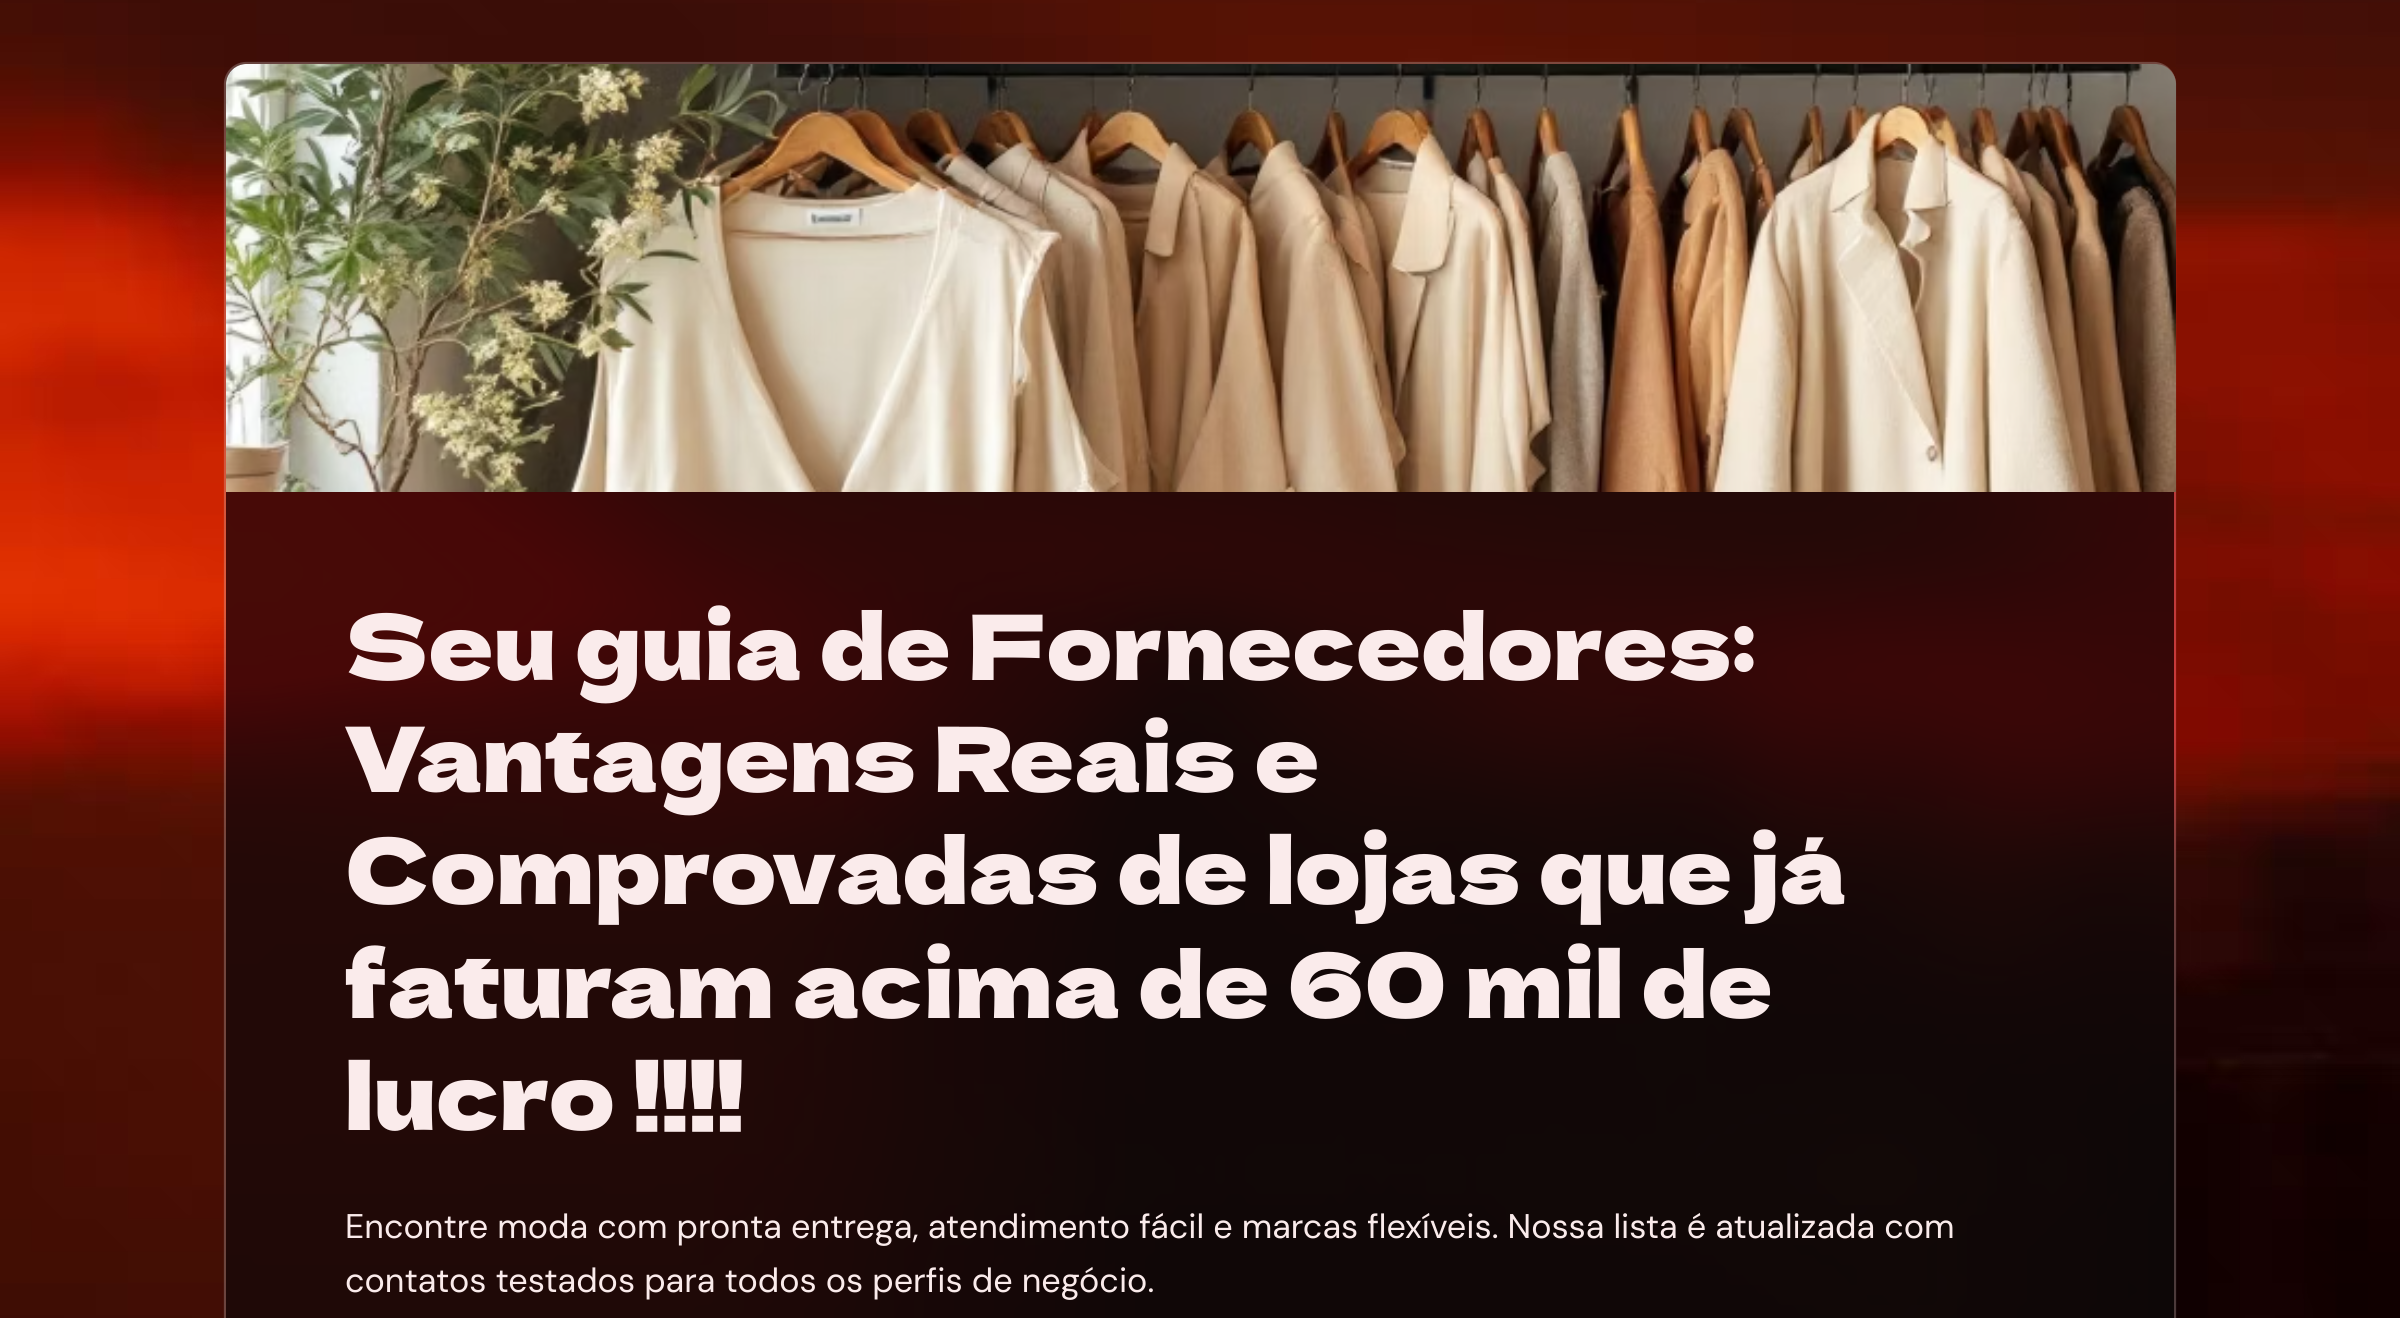 Seu guia de Fornecedores:
Vantagens Reais e
Comprovadas de lojas que já
faturam acima de 60 mil de
lucro !!!!
Encontre moda com pronta entrega, atendimento fácil e marcas flexíveis. Nossa lista é atualizada com
contatos testados para todos os perfis de negócio.